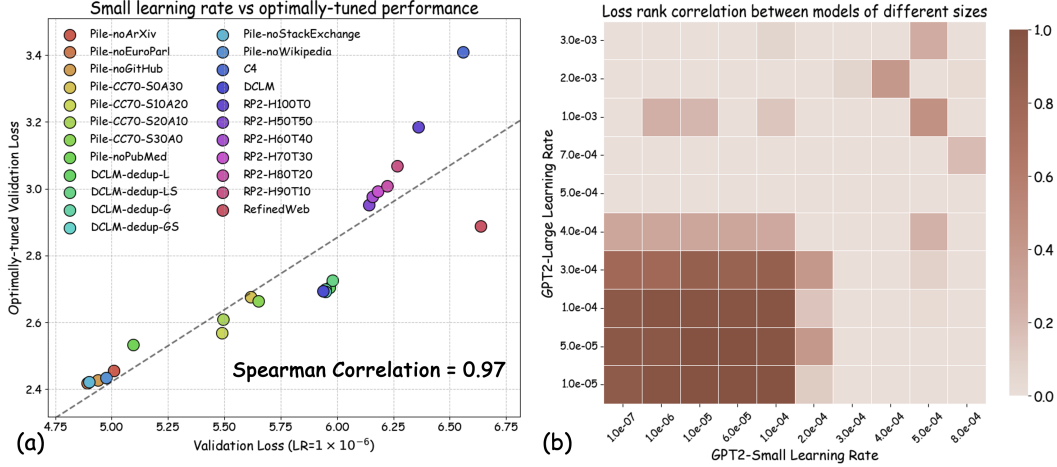 Small learning rate vs optimally-tuned performance
Pile-noArXiv
Pile-noEuroParl
Pile-noGitHub
Pile-CC70-S0A30
Pile-CC70-S10A20
Pile-CC70-S20A10
Pile-CC70-S30A0
Pile-noPubMed
DCLM-dedup-L
DCLM-dedup-LS
DCLM-dedup-G
DCLM-dedup-GS
Pile-noStackExchange
Pile-noWikipedia
C4
DCLM
RP2-H100T0
RP2-H50T50
RP2-H60T40
RP2-H70T30
RP2-H80T20
RP2-H90T10
RefinedWeb
Optimally-tuned Validation Loss
3.4
3.2
3.0
2.8
2.6
2.4
Spearman Correlation = 0.97
4.75 5.00 5.25 5.50 5.75 6.00 6.25 6.50 6.75
Validation Loss (LR=1 × 10⁻⁶)
(a)
Loss rank correlation between models of different sizes
GPT2-Large Learning Rate
3.0e-03
2.0e-03
1.0e-03
7.0e-04
5.0e-04
4.0e-04
3.0e-04
1.0e-04
5.0e-05
1.0e-05
1.0e-07 1.0e-06 1.0e-05 6.0e-05 1.0e-04 2.0e-04 3.0e-04 4.0e-04 5.0e-04 8.0e-04
GPT2-Small Learning Rate
(b)
1.0
0.8
0.6
0.4
0.2
0.0